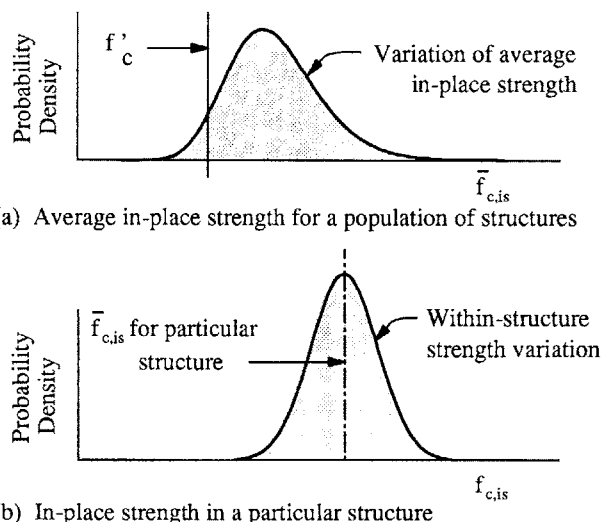 Probability
Density
f'c
Variation of average
in-place strength
f̄c,is
a) Average in-place strength for a population of structures
Probability
Density
f̄c,is for particular
structure
Within-structure
strength variation
fc,is
b) In-place strength in a particular structure